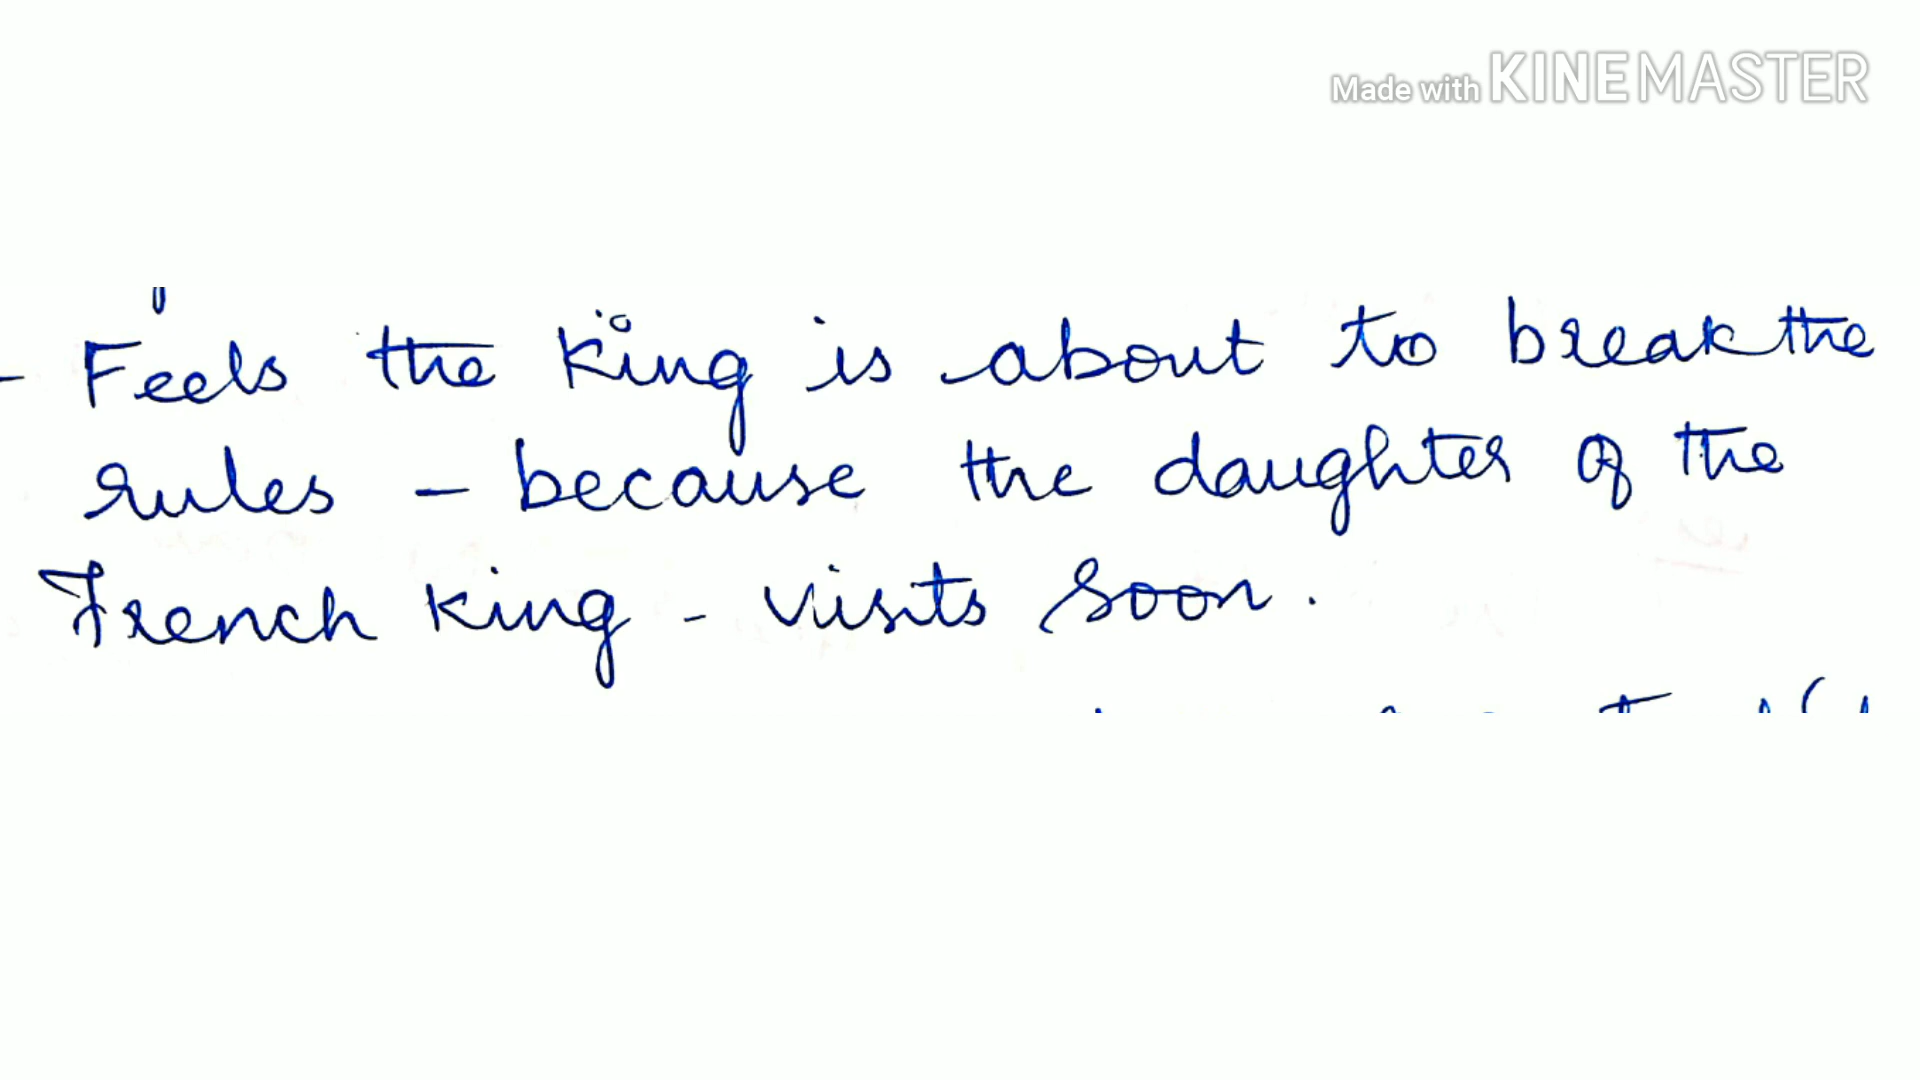 Made with KINEMASTER
- Feels the King is about to break the
rules - because the daughter of the
French King - visits soon.